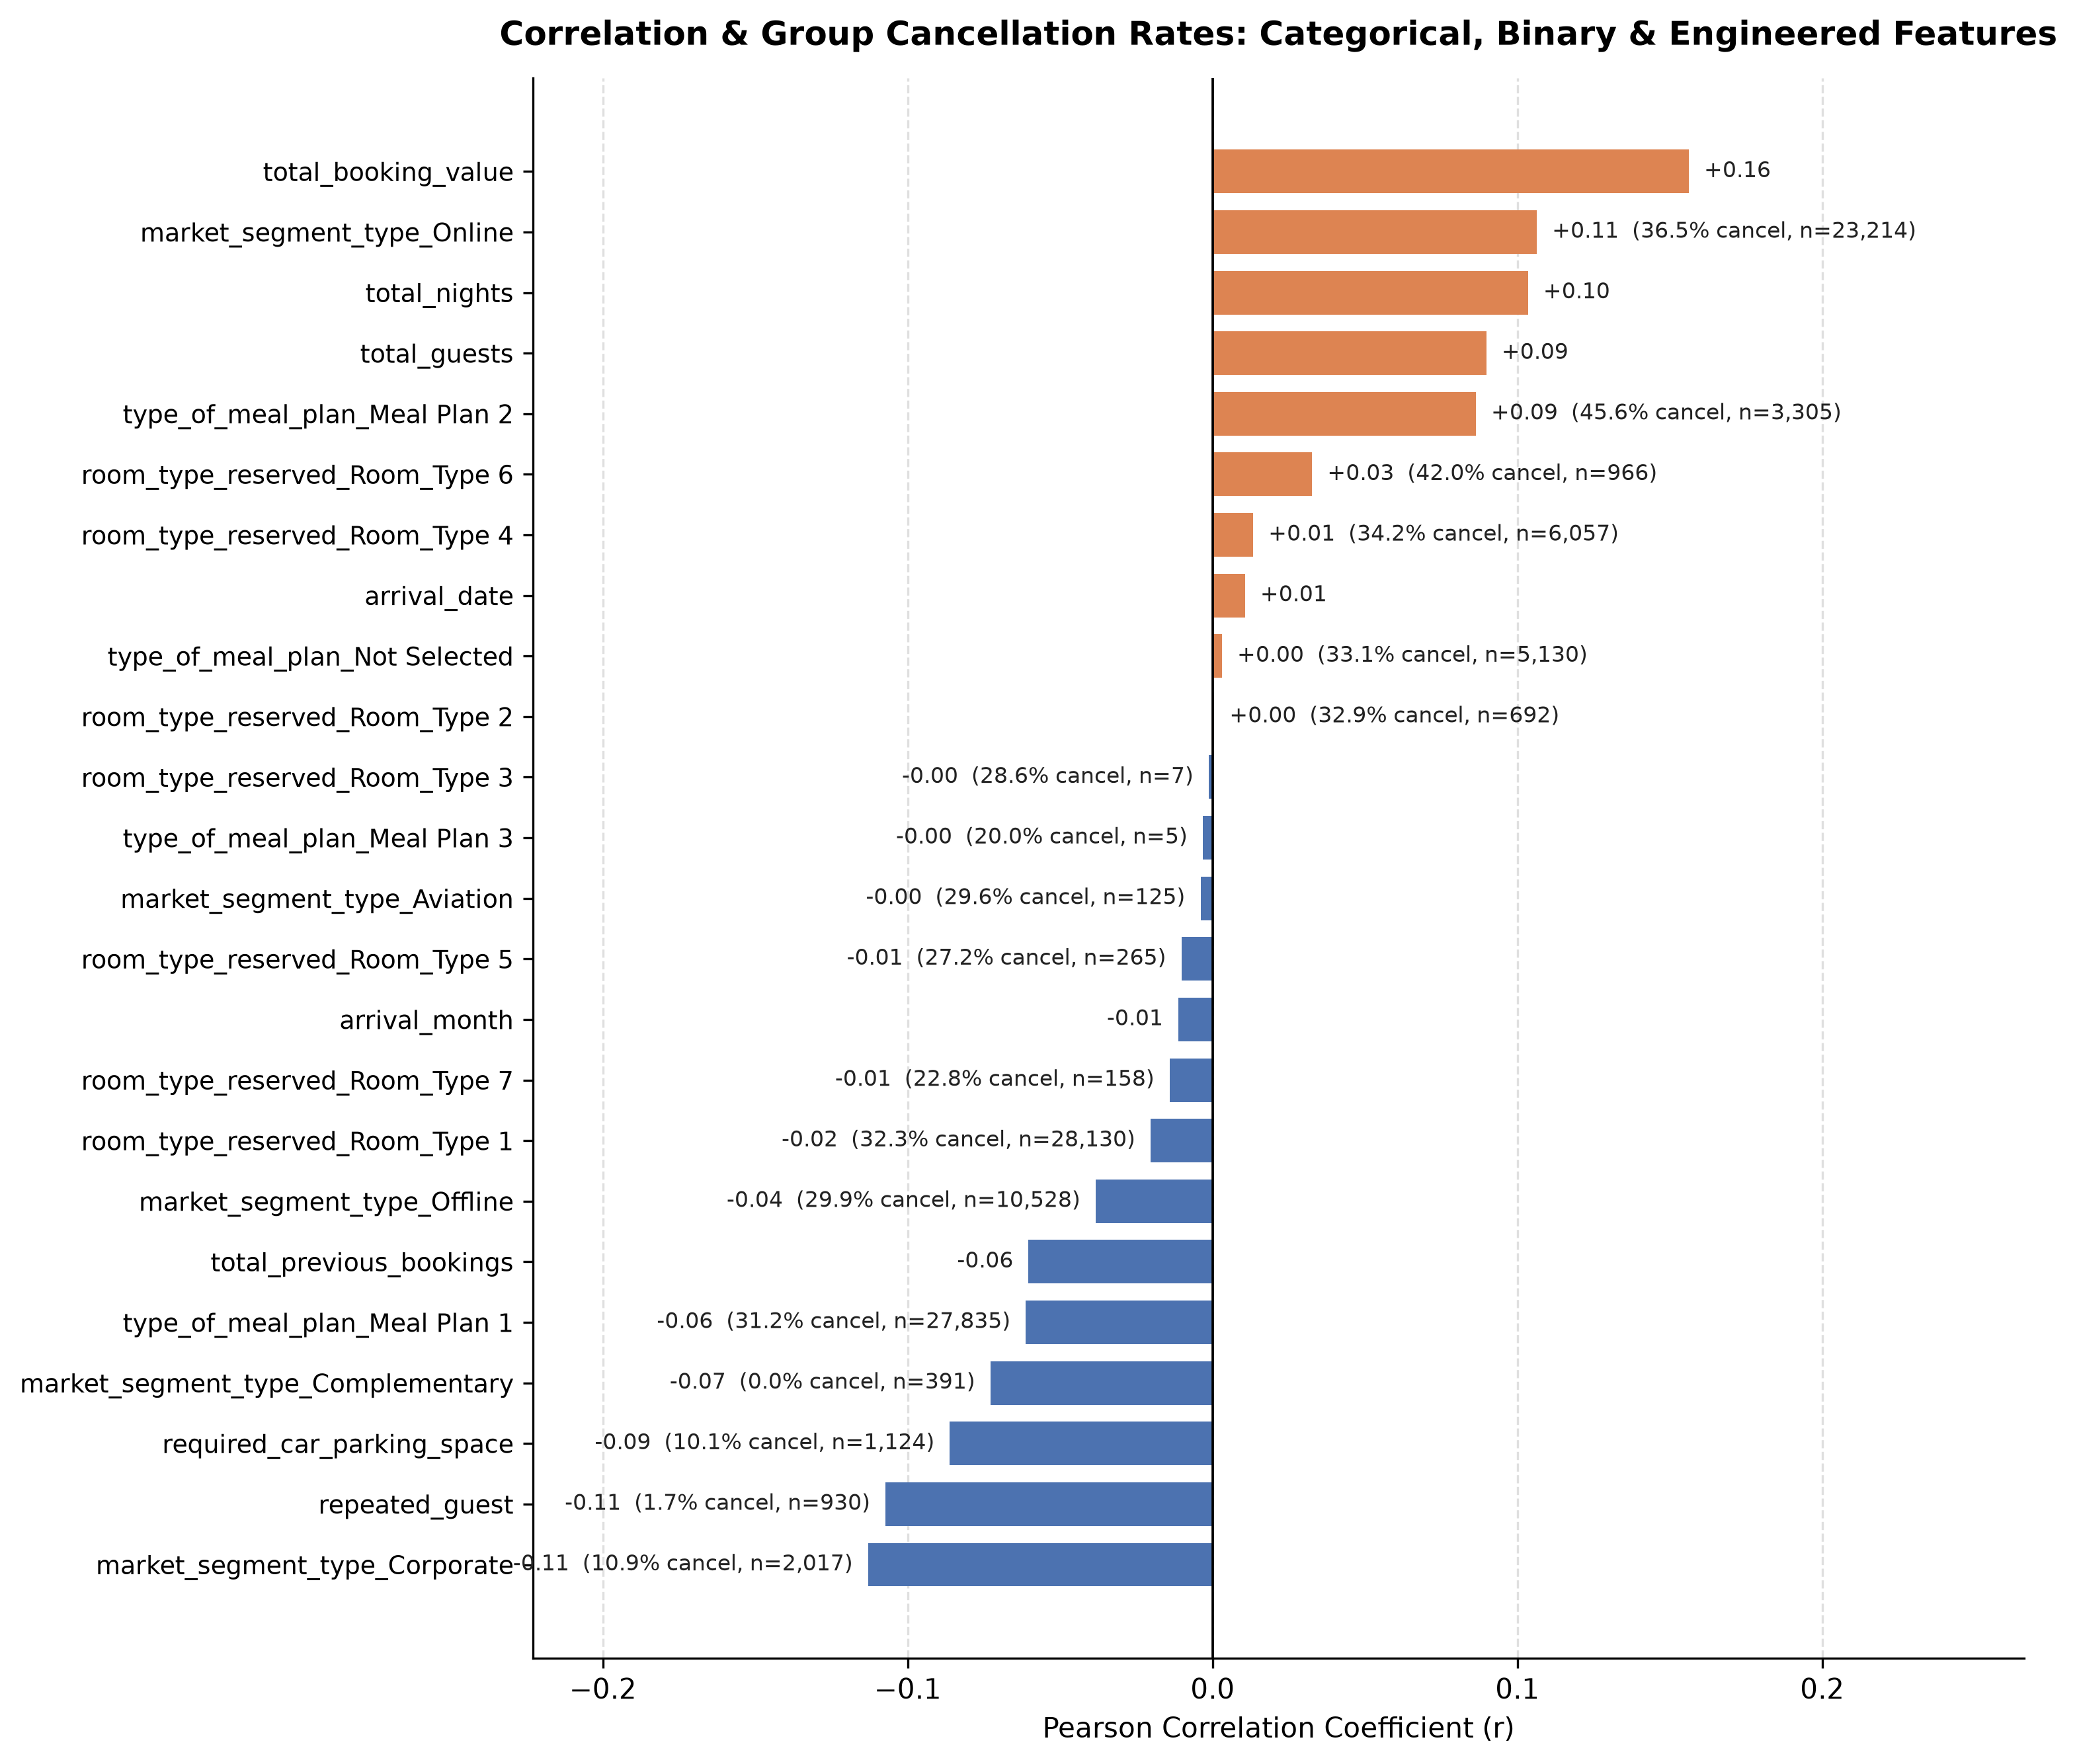 Correlation & Group Cancellation Rates: Categorical, Binary & Engineered Features
total_booking_value +0.16
market_segment_type_Online +0.11 (36.5% cancel, n=23,214)
total_nights +0.10
total_guests +0.09
type_of_meal_plan_Meal Plan 2 +0.09 (45.6% cancel, n=3,305)
room_type_reserved_Room_Type 6 +0.03 (42.0% cancel, n=966)
room_type_reserved_Room_Type 4 +0.01 (34.2% cancel, n=6,057)
arrival_date +0.01
type_of_meal_plan_Not Selected +0.00 (33.1% cancel, n=5,130)
room_type_reserved_Room_Type 2 +0.00 (32.9% cancel, n=692)
room_type_reserved_Room_Type 3 -0.00 (28.6% cancel, n=7)
type_of_meal_plan_Meal Plan 3 -0.00 (20.0% cancel, n=5)
market_segment_type_Aviation -0.00 (29.6% cancel, n=125)
room_type_reserved_Room_Type 5 -0.01 (27.2% cancel, n=265)
arrival_month -0.01
room_type_reserved_Room_Type 7 -0.01 (22.8% cancel, n=158)
room_type_reserved_Room_Type 1 -0.02 (32.3% cancel, n=28,130)
market_segment_type_Offline -0.04 (29.9% cancel, n=10,528)
total_previous_bookings -0.06
type_of_meal_plan_Meal Plan 1 -0.06 (31.2% cancel, n=27,835)
market_segment_type_Complementary -0.07 (0.0% cancel, n=391)
required_car_parking_space -0.09 (10.1% cancel, n=1,124)
repeated_guest -0.11 (1.7% cancel, n=930)
market_segment_type_Corporate -0.11 (10.9% cancel, n=2,017)
−0.2 −0.1 0.0 0.1 0.2
Pearson Correlation Coefficient (r)